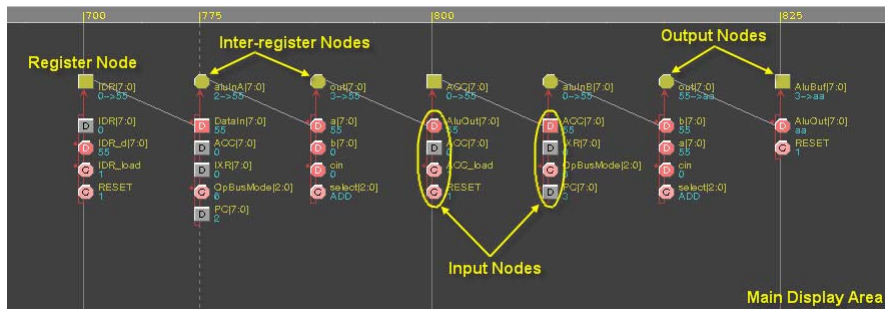 700
775
800
825
Register Node
Inter-register Nodes
Output Nodes
IDR[7:0]
0->55
D IDR[7:0]
0
D IDR_d[7:0]
55
C IDR_load
1
C RESET
1
aluInA[7:0]
2->55
D DataIn[7:0]
55
D ACC[7:0]
0
D IXR[7:0]
0
C OpBusMode[2:0]
6
D PC[7:0]
2
out[7:0]
3->55
D a[7:0]
55
D b[7:0]
0
D cin
0
C select[2:0]
ADD
ACC[7:0]
0->55
D AluOut[7:0]
55
D ACC[7:0]
0
C ACC_load
1
C RESET
1
aluInB[7:0]
0->55
D ACC[7:0]
55
D IXR[7:0]
0
C OpBusMode[2:0]
0
D PC[7:0]
3
out[7:0]
55->aa
D b[7:0]
55
D a[7:0]
55
D cin
0
C select[2:0]
ADD
AluBuf[7:0]
3->aa
D AluOut[7:0]
aa
C RESET
1
Input Nodes
Main Display Area